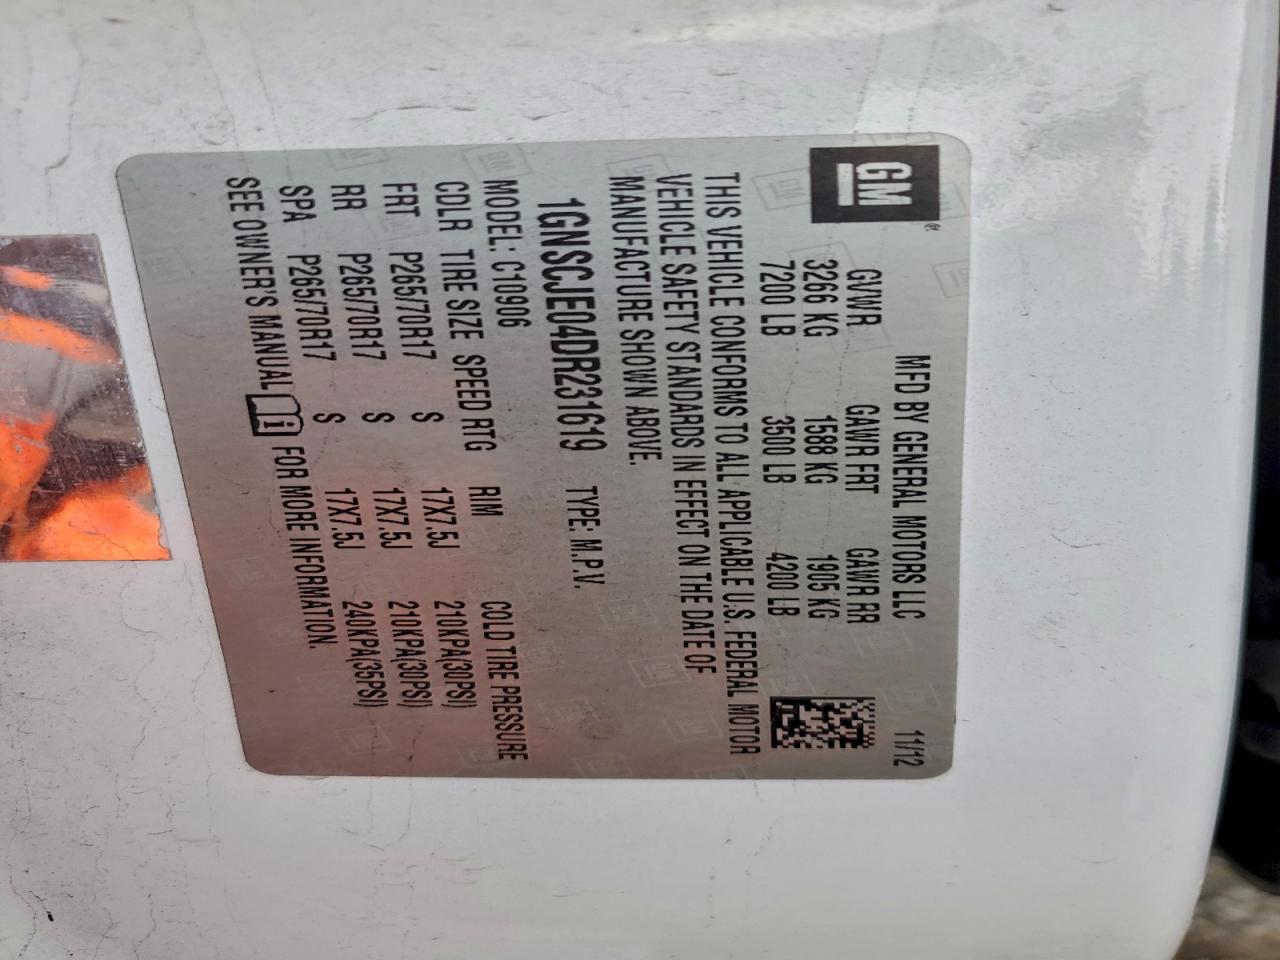 GM
MFD BY GENERAL MOTORS LLC 11/12
GVWR GAWR FRT GAWR RR
3266 KG 1588 KG 1905 KG
7200 LB 3500 LB 4200 LB
THIS VEHICLE CONFORMS TO ALL APPLICABLE U.S. FEDERAL MOTOR
VEHICLE SAFETY STANDARDS IN EFFECT ON THE DATE OF
MANUFACTURE SHOWN ABOVE.
1GNSCJE04DR231619 TYPE: M.P.V.
MODEL: C10906
CDLR TIRE SIZE SPEED RTG RIM COLD TIRE PRESSURE
FRT P265/70R17 S 17X7.5J 210KPA(30PSI)
RR P265/70R17 S 17X7.5J 210KPA(30PSI)
SPA P265/70R17 S 17X7.5J 240KPA(35PSI)
SEE OWNER'S MANUAL i FOR MORE INFORMATION.